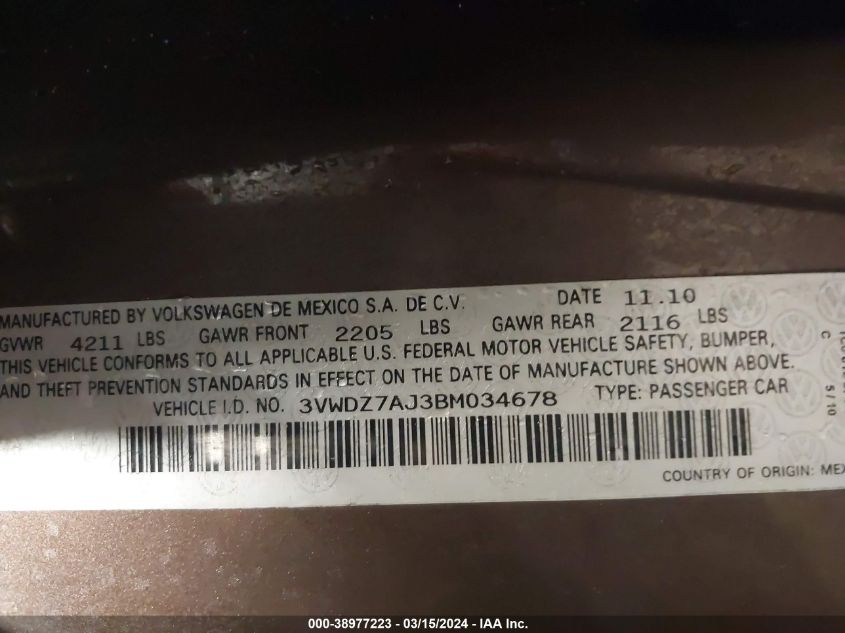 MANUFACTURED BY VOLKSWAGEN DE MEXICO S.A. DE C.V. DATE 11.10
GVWR 4211 LBS GAWR FRONT 2205 LBS GAWR REAR 2116 LBS
THIS VEHICLE CONFORMS TO ALL APPLICABLE U.S. FEDERAL MOTOR VEHICLE SAFETY, BUMPER,
AND THEFT PREVENTION STANDARDS IN EFFECT ON THE DATE OF MANUFACTURE SHOWN ABOVE.
VEHICLE I.D. NO. 3VWDZ7AJ3BM034678 TYPE: PASSENGER CAR
COUNTRY OF ORIGIN: MEX
C 5/10
000-38977223 - 03/15/2024 - IAA Inc.